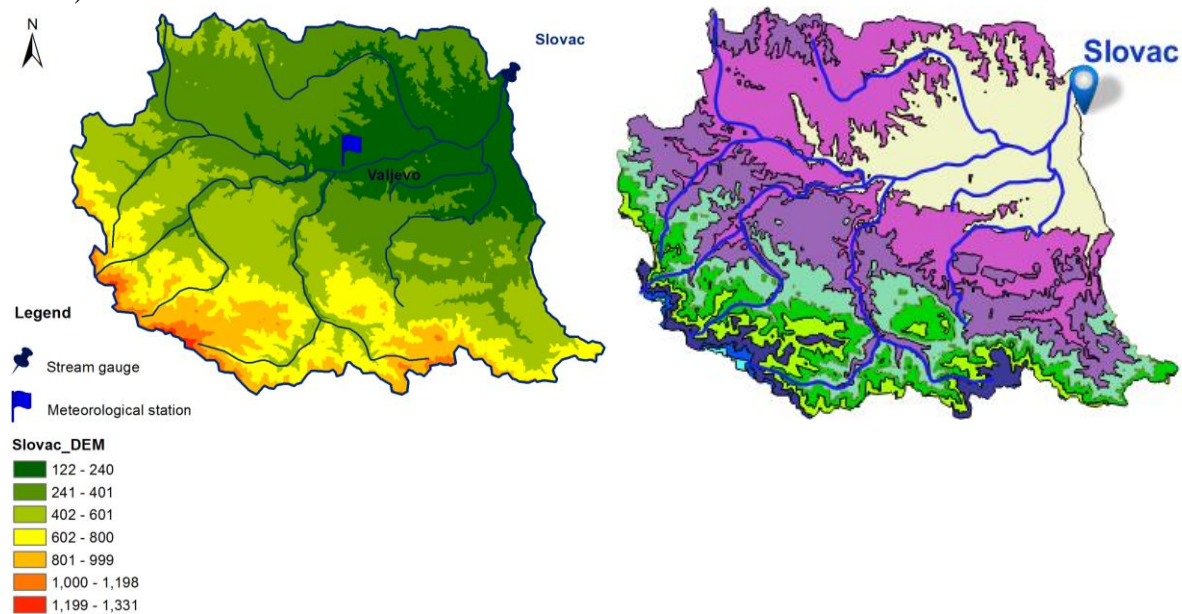 N
Slovac
Valjevo
Legend
Stream gauge
Meteorological station
Slovac_DEM
122 - 240
241 - 401
402 - 601
602 - 800
801 - 999
1,000 - 1,198
1,199 - 1,331
Slovac
r